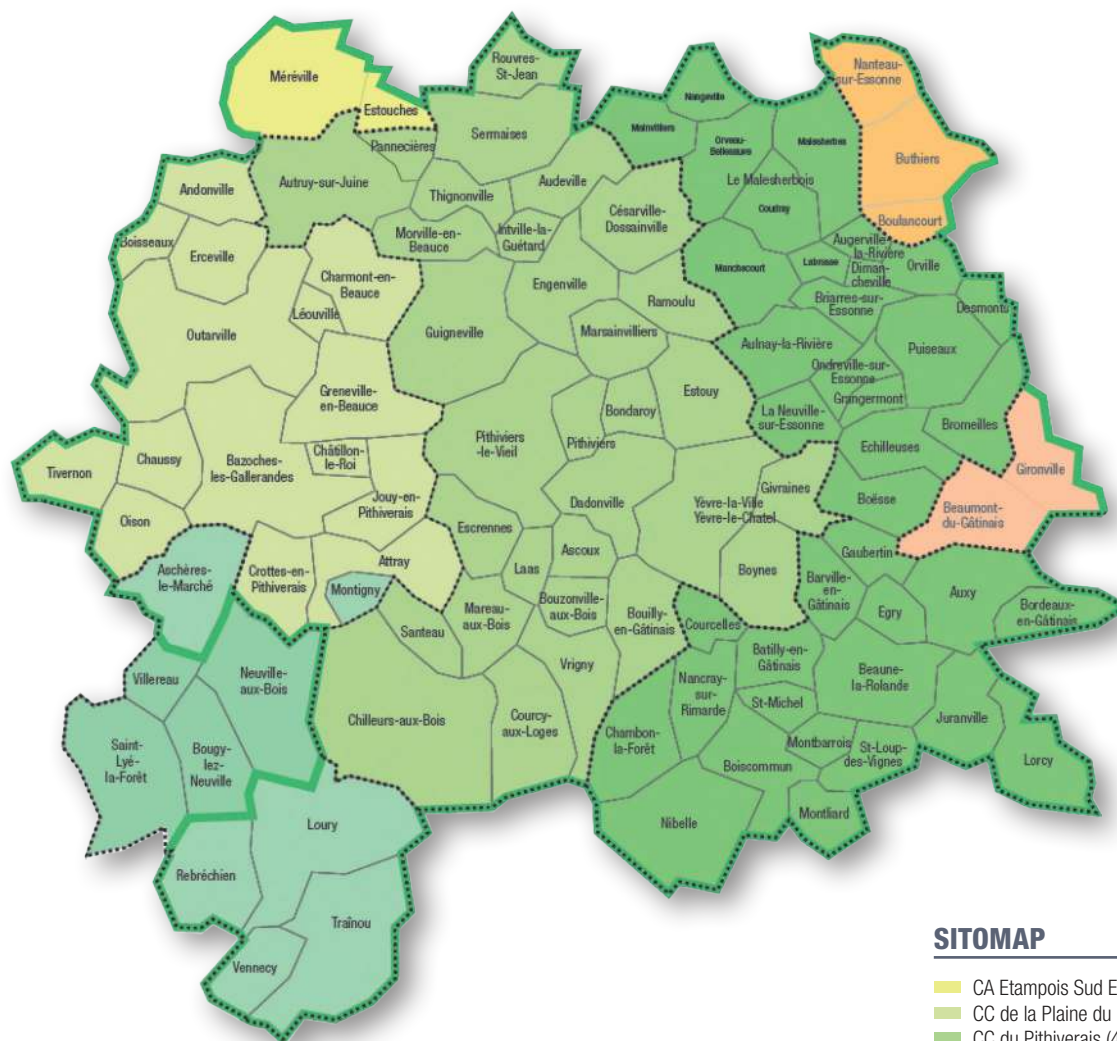 Méréville
Estouches
Rouvres-
St-Jean
Sermaises
Pannecières
Autruy-sur-Juine
Thignonville
Audeville
Andonville
Morville-en-
Beauce
Intville-la-
Guétard
Césarville-
Dossainville
Boisseaux
Erceville
Charmont-en-
Beauce
Léouville
Engenville
Ramoulu
Outarville
Guigneville
Marsainvilliers
Greneville-
en-Beauce
Estouy
Bondaroy
Pithiviers
Pithiviers
-le-Vieil
Châtillon-
le-Roi
Chaussy
Bazoches-
les-Gallerandes
Tivernon
Oison
Jouy-en-
Pithiverais
Dadonville
Yèvre-la-Ville
Yèvre-le-Chatel
Givraines
Escrennes
Ascoux
Laas
Attray
Crottes-en-
Pithiverais
Montigny
Boynes
Bouzonville-
aux-Bois
Bouilly-
en-Gâtinais
Mareau-
aux-Bois
Santeau
Vrigny
Chilleurs-aux-Bois
Courcy-
aux-Loges
Aschères-
le-Marché
Villereau
Neuville-
aux-Bois
Saint-
Lyé-
la-Forêt
Bougy-
lez-
Neuville
Loury
Rebréchien
Traînou
Vennecy
Nangeville
Mainvilliers
Orveau-
Bellesauve
Malesherbes
Le Malesherbois
Coudray
Manchecourt
Labrosse
Nanteau-
sur-Essonne
Buthiers
Boulancourt
Augerville-
la-Rivière
Diman-
cheville
Orville
Briarres-sur-
Essonne
Desmonts
Aulnay-la-Rivière
Puiseaux
Ondreville-sur-
Essonne
Grangermont
La Neuville-
sur-Essonne
Bromeilles
Echilleuses
Gironville
Boësse
Beaumont-
du-Gâtinais
Gaubertin
Barville-
en-
Gâtinais
Egry
Auxy
Bordeaux-
en-Gâtinais
Courcelles
Batilly-en-
Gâtinais
Nancray-
sur-
Rimarde
Beaune-
la-Rolande
St-Michel
Chambon-
la-Forêt
Juranville
Montbarrois
St-Loup-
des-Vignes
Boiscommun
Lorcy
Nibelle
Montliard
SITOMAP
CA Etampois Sud E
CC de la Plaine du
CC du Pithiverais (